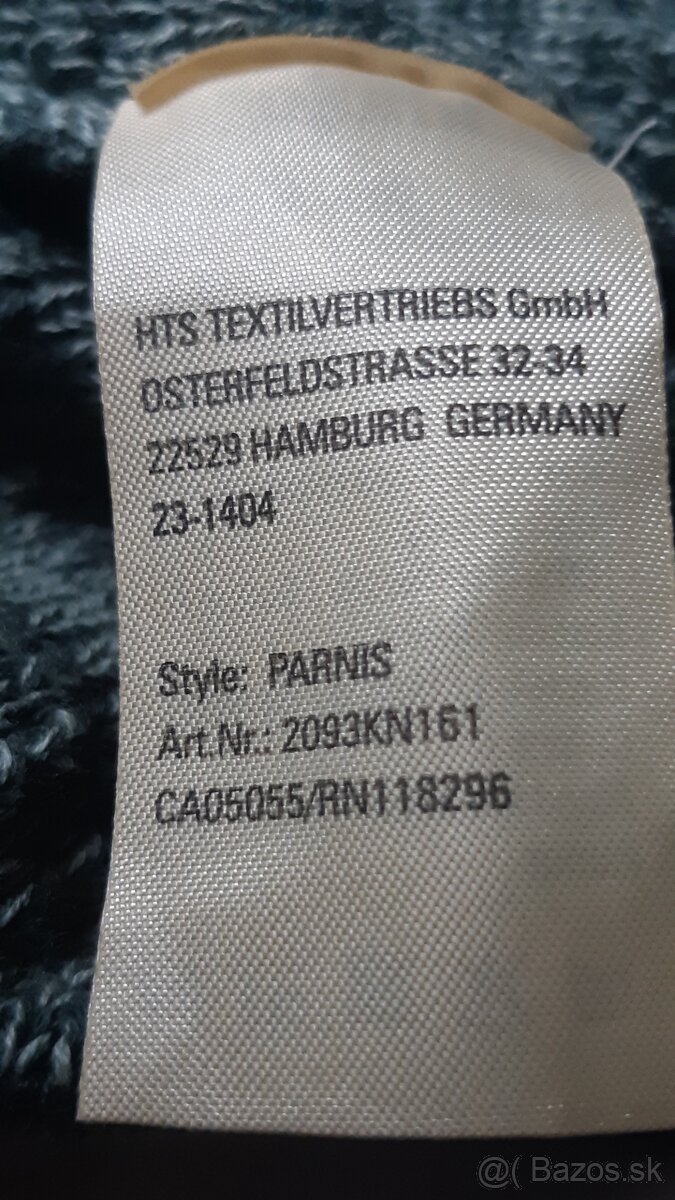 HTS TEXTILVERTRIEBS GmbH
OSTERFELDSTRASSE 32-34
22529 HAMBURG GERMANY
23-1404
Style: PARNIS
Art.Nr.: 2093KN161
CA05055/RN118296
@( Bazos.sk